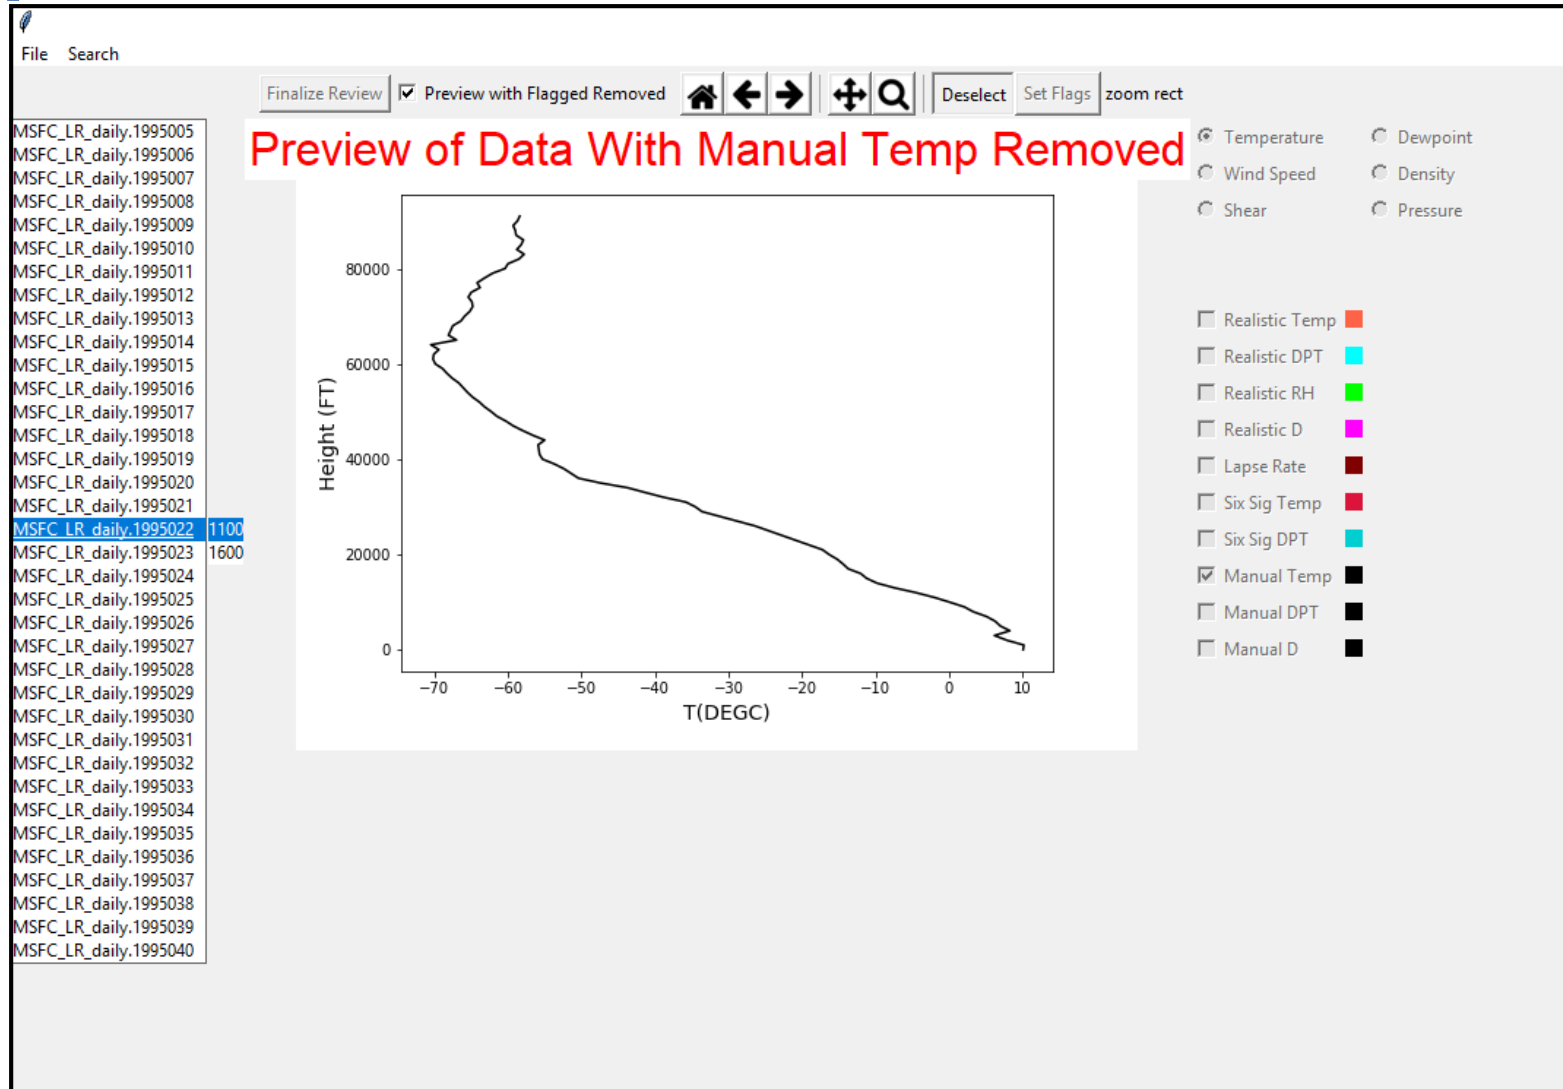 File Search
Finalize Review Preview with Flagged Removed Deselect Set Flags zoom rect
MSFC_LR_daily.1995005
MSFC_LR_daily.1995006
MSFC_LR_daily.1995007
MSFC_LR_daily.1995008
MSFC_LR_daily.1995009
MSFC_LR_daily.1995010
MSFC_LR_daily.1995011
MSFC_LR_daily.1995012
MSFC_LR_daily.1995013
MSFC_LR_daily.1995014
MSFC_LR_daily.1995015
MSFC_LR_daily.1995016
MSFC_LR_daily.1995017
MSFC_LR_daily.1995018
MSFC_LR_daily.1995019
MSFC_LR_daily.1995020
MSFC_LR_daily.1995021
MSFC_LR_daily.1995022 1100
MSFC_LR_daily.1995023 1600
MSFC_LR_daily.1995024
MSFC_LR_daily.1995025
MSFC_LR_daily.1995026
MSFC_LR_daily.1995027
MSFC_LR_daily.1995028
MSFC_LR_daily.1995029
MSFC_LR_daily.1995030
MSFC_LR_daily.1995031
MSFC_LR_daily.1995032
MSFC_LR_daily.1995033
MSFC_LR_daily.1995034
MSFC_LR_daily.1995035
MSFC_LR_daily.1995036
MSFC_LR_daily.1995037
MSFC_LR_daily.1995038
MSFC_LR_daily.1995039
MSFC_LR_daily.1995040
Preview of Data With Manual Temp Removed
Height (FT)
80000
60000
40000
20000
0
−70 −60 −50 −40 −30 −20 −10 0 10
T(DEGC)
Temperature Dewpoint
Wind Speed Density
Shear Pressure
Realistic Temp
Realistic DPT
Realistic RH
Realistic D
Lapse Rate
Six Sig Temp
Six Sig DPT
Manual Temp
Manual DPT
Manual D